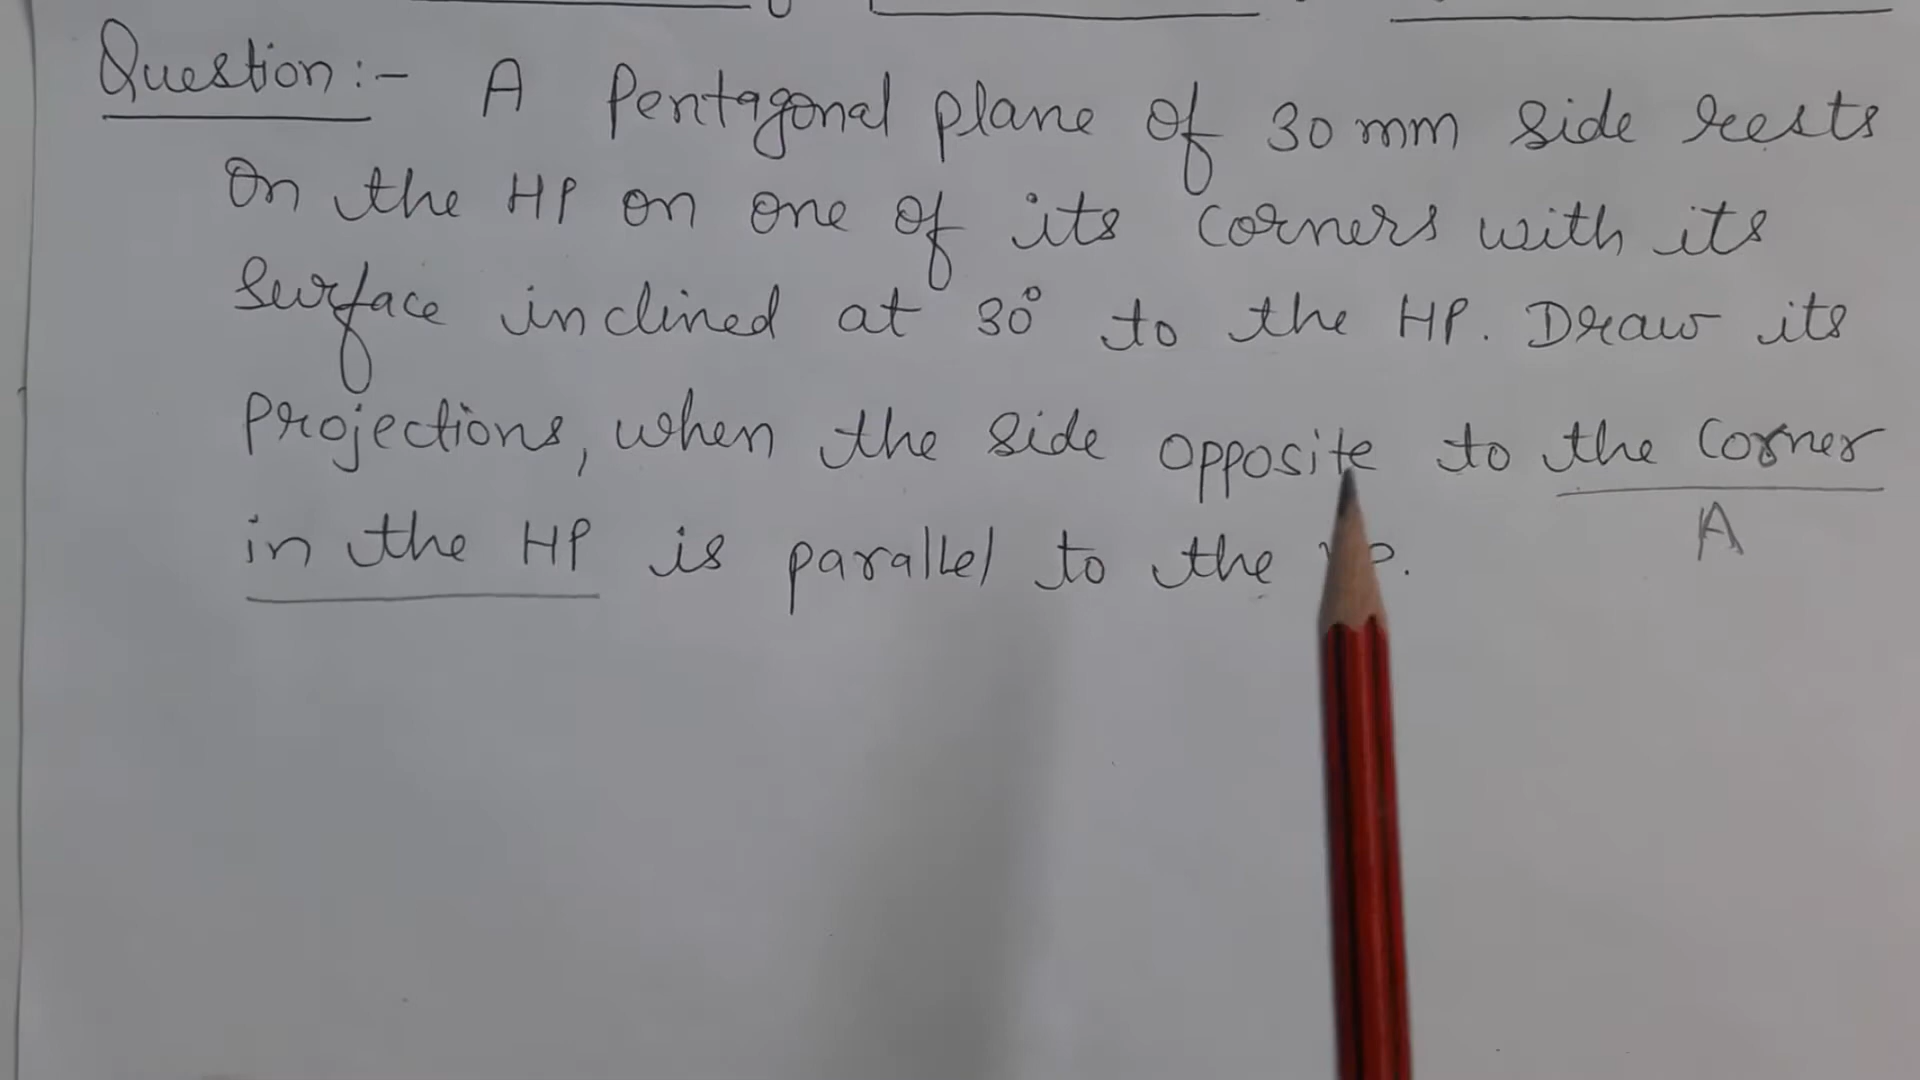 Question:- A Pentagonal plane of 30 mm side rests
on the HP on one of its corners with its
surface inclined at 30° to the HP. Draw its
projections, when the side opposite to the corner
in the HP is parallel to the
A